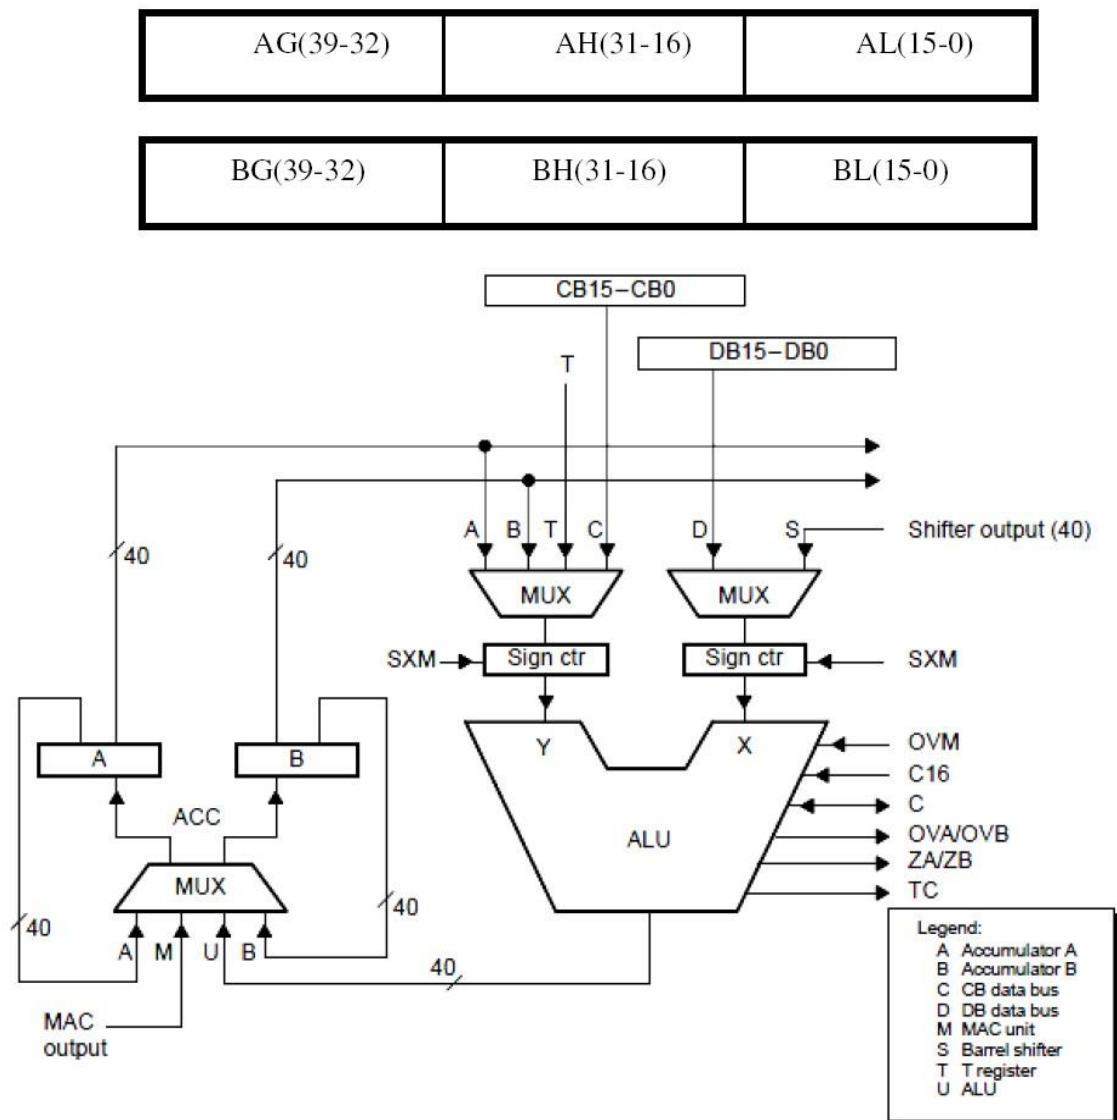 AG(39-32) AH(31-16) AL(15-0)
BG(39-32) BH(31-16) BL(15-0)
CB15–CB0
DB15–DB0
T
A B T C D S Shifter output (40)
40 40
MUX MUX
SXM Sign ctr Sign ctr SXM
Y X OVM
A B C16
ACC C
ALU OVA/OVB
MUX ZA/ZB
TC
40 40
A M U B 40
MAC
output
Legend:
A Accumulator A
B Accumulator B
C CB data bus
D DB data bus
M MAC unit
S Barrel shifter
T T register
U ALU